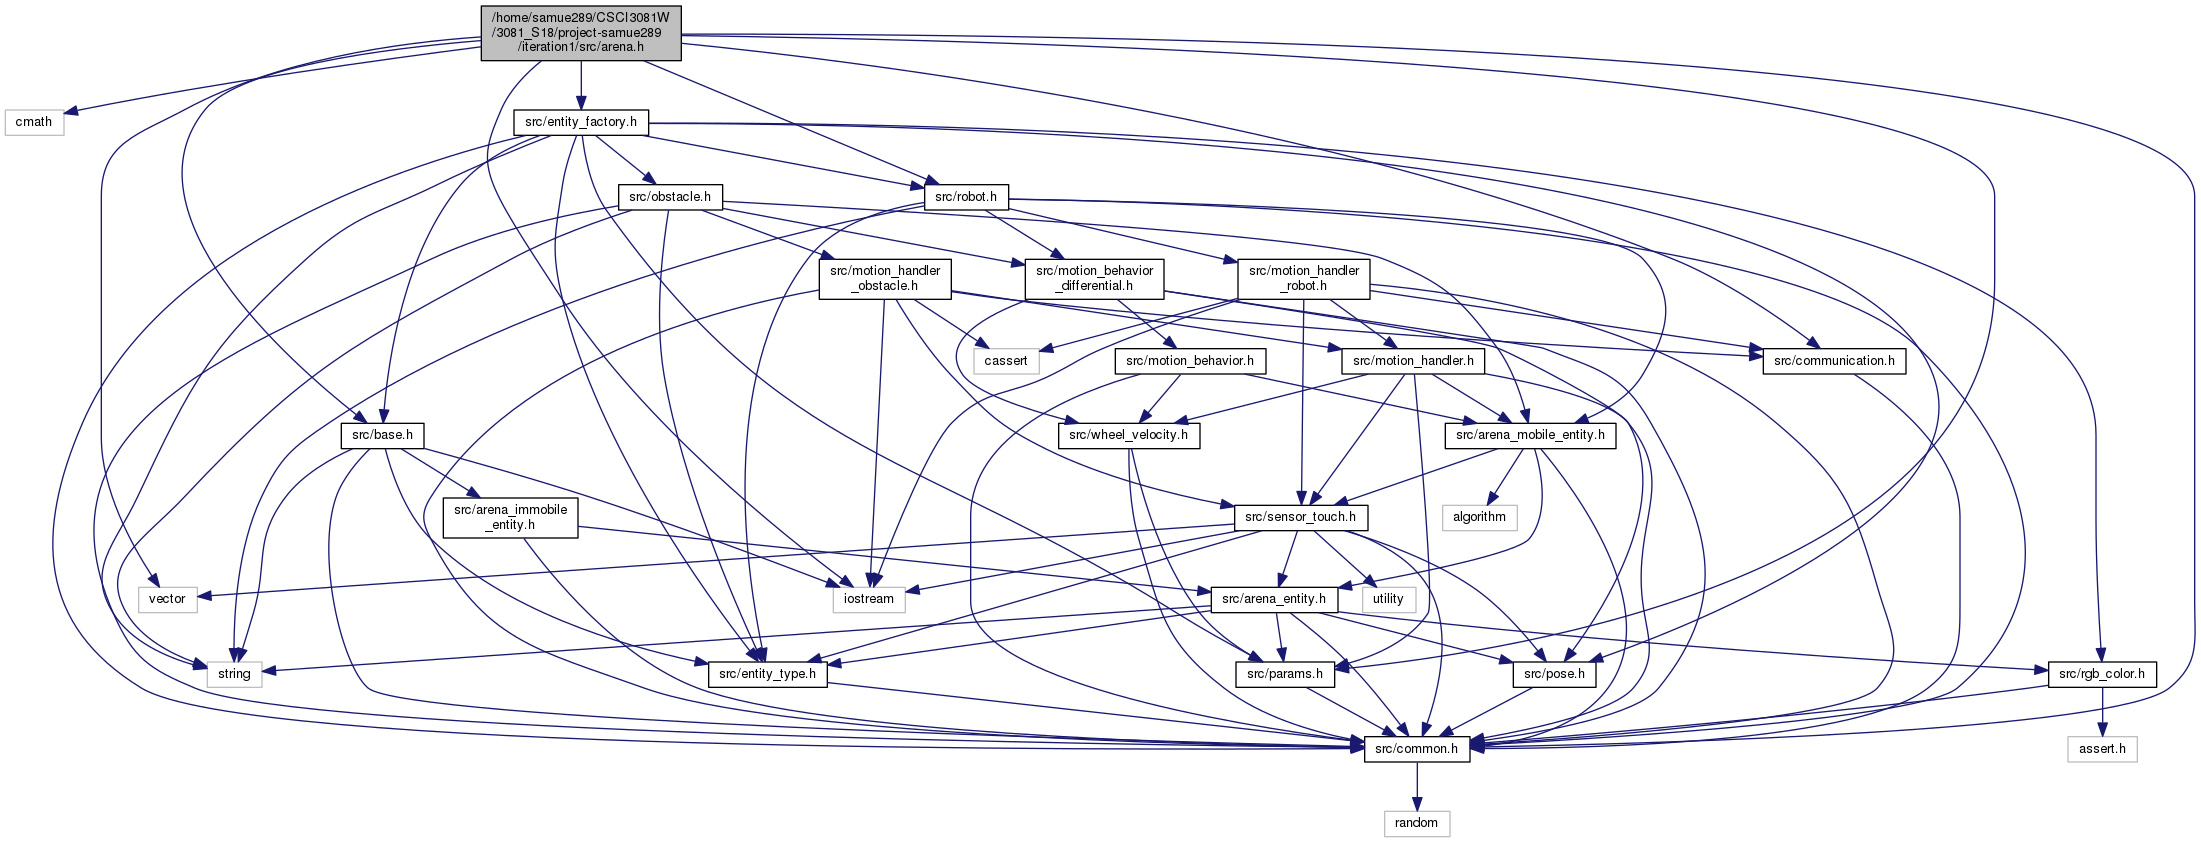 /home/samue289/CSCI3081W
/3081_S18/project-samue289
/iteration1/src/arena.h
cmath
src/entity_factory.h
src/obstacle.h
src/robot.h
src/motion_handler
_obstacle.h
src/motion_behavior
_differential.h
src/motion_handler
_robot.h
cassert
src/motion_behavior.h
src/motion_handler.h
src/communication.h
src/base.h
src/wheel_velocity.h
src/arena_mobile_entity.h
src/arena_immobile
_entity.h
src/sensor_touch.h
algorithm
vector
iostream
src/arena_entity.h
utility
string
src/entity_type.h
src/params.h
src/pose.h
src/rgb_color.h
src/common.h
assert.h
random